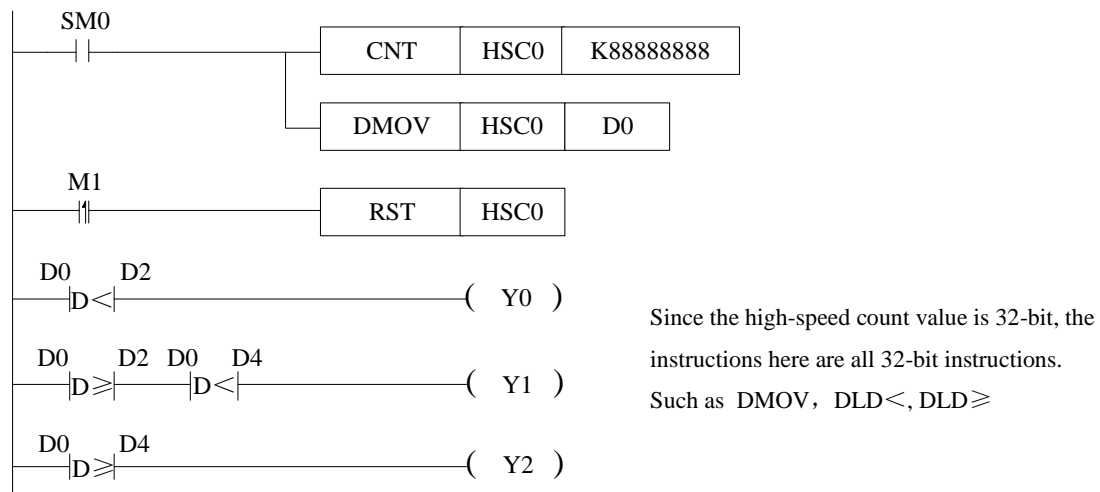 SM0
CNT HSC0 K88888888
DMOV HSC0 D0
M1
RST HSC0
D0 D2
D< ( Y0 )
D0 D2 D0 D4
D≥ D< ( Y1 )
D0 D4
D≥ ( Y2 )
Since the high-speed count value is 32-bit, the
instructions here are all 32-bit instructions.
Such as DMOV，DLD<, DLD≥